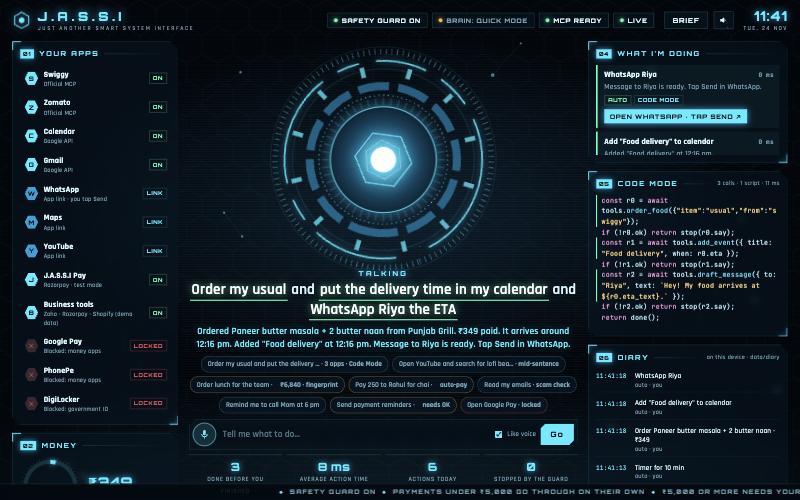 J.A.S.S.I
JUST ANOTHER SMART SYSTEM INTERFACE
SAFETY GUARD ON
BRAIN: QUICK MODE
MCP READY
LIVE
BRIEF
11:41
TUE, 24 NOV
01 YOUR APPS
S Swiggy
Official MCP
ON
Z Zomato
Official MCP
ON
C Calendar
Google API
ON
G Gmail
Google API
ON
W WhatsApp
App link · you tap Send
LINK
M Maps
App link
LINK
Y YouTube
App link
LINK
J J.A.S.S.I Pay
Razorpay · test mode
ON
B Business tools
Zoho · Razorpay · Shopify (demo
data)
ON
Google Pay
Blocked: money apps
LOCKED
PhonePe
Blocked: money apps
LOCKED
DigiLocker
Blocked: government ID
LOCKED
02 MONEY
₹349
TALKING
Order my usual and put the delivery time in my calendar and
WhatsApp Riya the ETA
Ordered Paneer butter masala + 2 butter naan from Punjab Grill. ₹349 paid. It arrives around
12:16 pm. Added "Food delivery" at 12:16 pm. Message to Riya is ready. Tap Send in WhatsApp.
Order my usual and put the delivery ... · 3 apps · Code Mode
Open YouTube and search for lofi bea... · mid-sentence
Order lunch for the team · ₹6,840 · fingerprint
Pay 250 to Rahul for chai · auto-pay
Read my emails · scam check
Remind me to call Mom at 6 pm
Send payment reminders · needs OK
Open Google Pay · locked
Tell me what to do...
Like voice
Go
3
DONE BEFORE YOU
8 ms
AVERAGE ACTION TIME
6
ACTIONS TODAY
0
STOPPED BY THE GUARD
04 WHAT I'M DOING
WhatsApp Riya
0 ms
Message to Riya is ready. Tap Send in WhatsApp.
AUTO
CODE MODE
OPEN WHATSAPP · TAP SEND ↗
Add "Food delivery" to calendar
0 ms
Added "Food delivery" at 12:16 pm.
05 CODE MODE
3 calls · 1 script · 11 ms
const r0 = await
tools.order_food({"item":"usual","from":"s
wiggy"});
if (!r0.ok) return stop(r0.say);
const r1 = await tools.add_event({ title:
"Food delivery", when: r0.eta });
if (!r1.ok) return stop(r1.say);
const r2 = await tools.draft_message({ to:
"Riya", text: `Hey! My food arrives at
${r0.eta_text}.` });
if (!r2.ok) return stop(r2.say);
return done();
06 DIARY
on this device · data/diary
11:41:18 WhatsApp Riya
auto · you
11:41:18 Add "Food delivery" to calendar
auto · you
11:41:18 Order Paneer butter masala + 2 butter naan ·
₹349
auto · you
11:41:13 Timer for 10 min
auto · you
SAFETY GUARD ON ● PAYMENTS UNDER ₹5,000 GO THROUGH ON THEIR OWN ● ₹5,000 OR MORE NEEDS YOUR